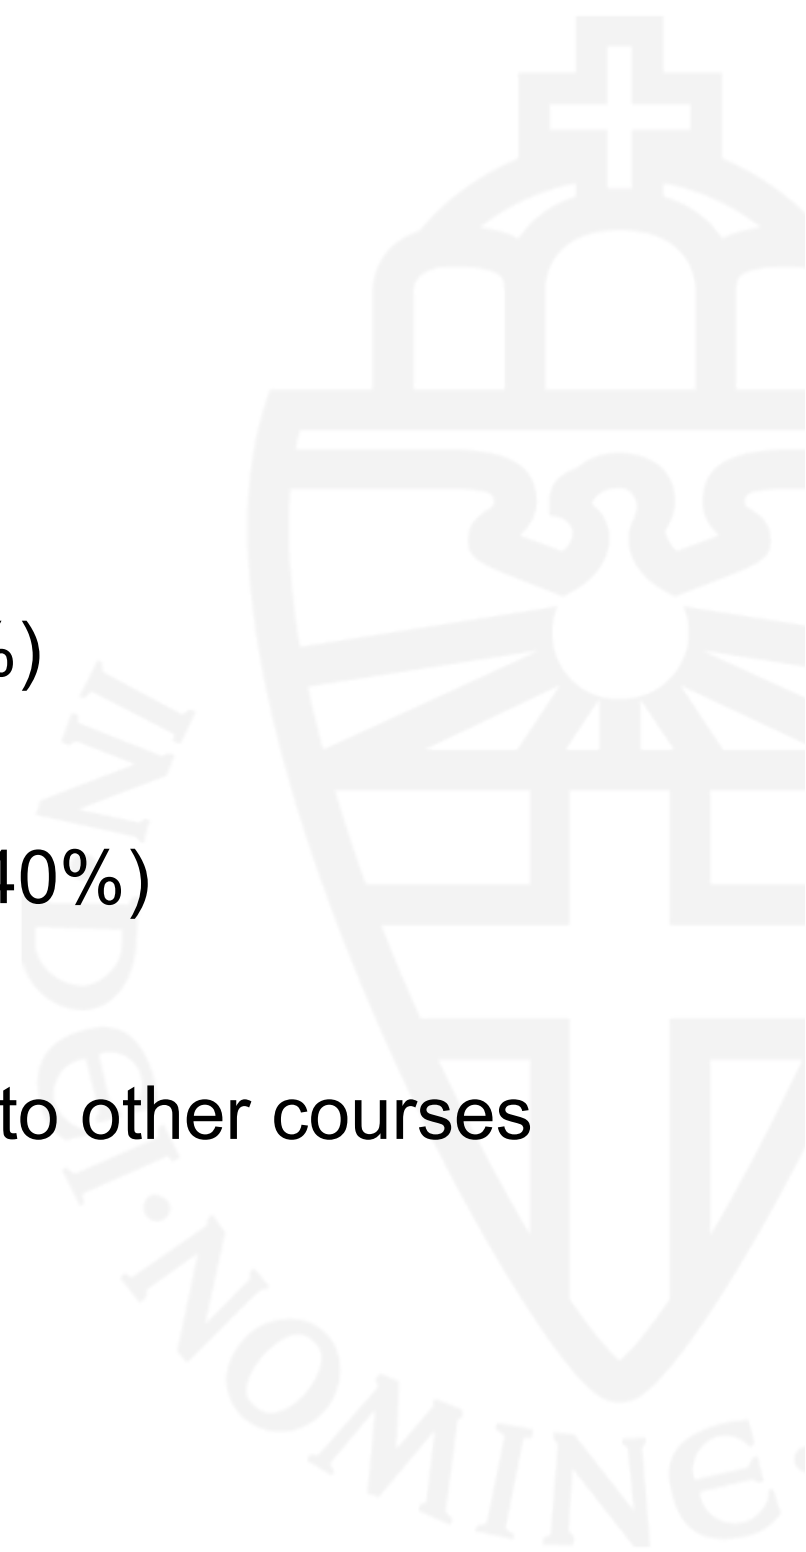 %)
40%)
to other courses
IN DEI · NOMINE ·